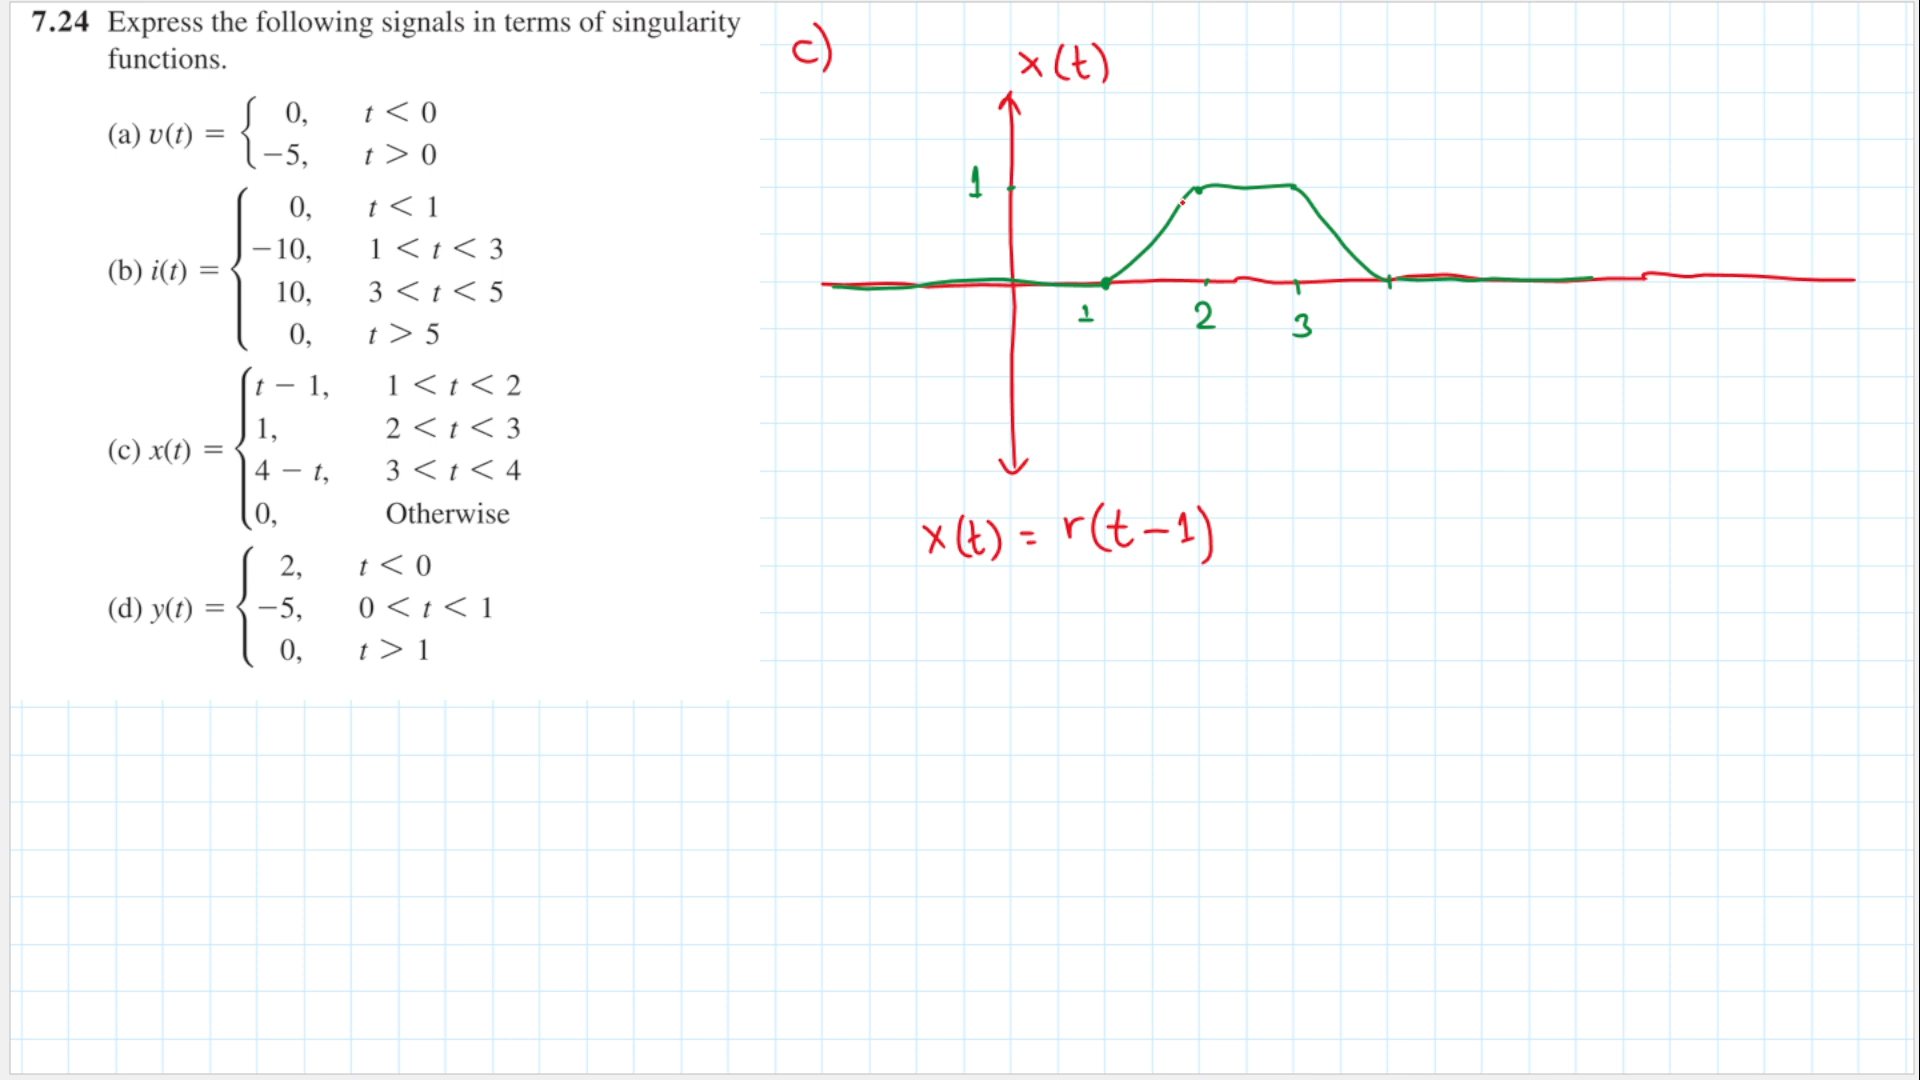 7.24 Express the following signals in terms of singularity
functions.
(a) v(t) = { 0, t < 0
−5, t > 0
(b) i(t) = { 0, t < 1
−10, 1 < t < 3
10, 3 < t < 5
0, t > 5
(c) x(t) = { t − 1, 1 < t < 2
1, 2 < t < 3
4 − t, 3 < t < 4
0, Otherwise
(d) y(t) = { 2, t < 0
−5, 0 < t < 1
0, t > 1
c)
x(t)
1
1 2 3
x(t) = r(t−1)